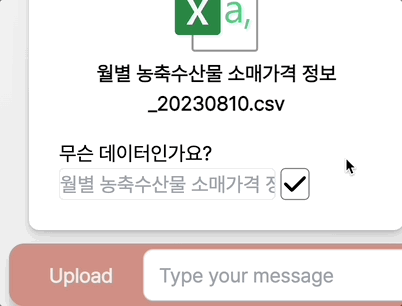 a,
X
월별 농축수산물 소매가격 정보
_20230810.csv
무슨 데이터인가요?
월별 농축수산물 소매가격 정
Upload
Type your message